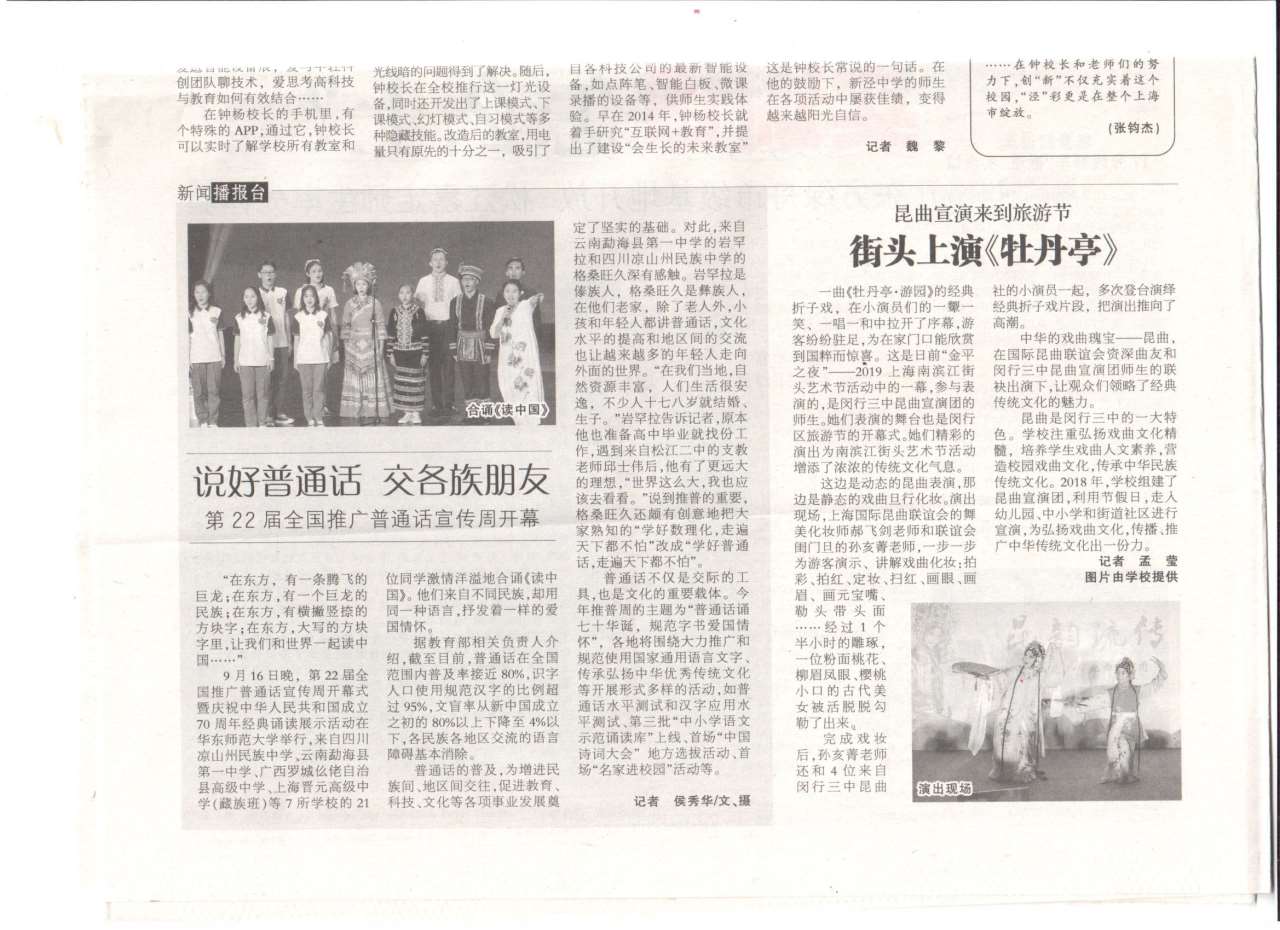 创团队聊技术，爱思考高科技
与教育如何有效结合……
在钟杨校长的手机里，有
个特殊的 APP,通过它,钟校长
可以实时了解学校所有教室和
光线暗的问题得到了解决。随后,
钟校长在全校推行这一灯光设
备,同时还开发出了上课模式、下
课模式、幻灯模式、自习模式等多
种隐藏技能。改造后的教室,用电
量只有原先的十分之一，吸引了
目各科技公司的最新智能设
备,如点阵笔、智能白板、微课
录播的设备等，供师生实践体
验。早在 2014 年,钟杨校长就
着手研究“互联网+教育”,并提
出了建设“会生长的未来教室”
这是钟校长常说的一句话。在
他的鼓励下，新泾中学的师生
在各项活动中屡获佳绩，变得
越来越阳光自信。
记者 魏 黎
……在钟校长和老师们的努
力下,创“新”不仅充实着这个
校园,“泾”彩更是在整个上海
市绽放。
(张钧杰)
新闻播报台
合诵《读中国》
说好普通话 交各族朋友
第 22 届全国推广普通话宣传周开幕
“在东方，有一条腾飞的
巨龙；在东方,有一个巨龙的
民族；在东方,有横撇竖捺的
方块字；在东方,大写的方块
字里,让我们和世界一起读中
国……”
9 月 16 日晚，第 22 届全
国推广普通话宣传周开幕式
暨庆祝中华人民共和国成立
70 周年经典诵读展示活动在
华东师范大学举行,来自四川
凉山州民族中学、云南勐海县
第一中学、广西罗城仫佬自治
县高级中学、上海晋元高级中
学(藏族班)等 7 所学校的 21
位同学激情洋溢地合诵《读中
国》。他们来自不同民族,却用
同一种语言,抒发着一样的爱
国情怀。
据教育部相关负责人介
绍,截至目前,普通话在全国
范围内普及率接近 80%,识字
人口使用规范汉字的比例超
过 95%,文盲率从新中国成立
之初的 80%以上下降至 4%以
下,各民族各地区交流的语言
障碍基本消除。
普通话的普及,为增进民
族间、地区间交往,促进教育、
科技、文化等各项事业发展奠
定了坚实的基础。对此,来自
云南勐海县第一中学的岩罕
拉和四川凉山州民族中学的
格桑旺久深有感触。岩罕拉是
傣族人，格桑旺久是彝族人，
在他们老家，除了老人外,小
孩和年轻人都讲普通话,文化
水平的提高和地区间的交流
也让越来越多的年轻人走向
外面的世界。“在我们当地,自
然资源丰富，人们生活很安
逸，不少人十七八岁就结婚、
生子。”岩罕拉告诉记者,原本
他也准备高中毕业就找份工
作,遇到来自松江二中的支教
老师邱士伟后,他有了更远大
的理想,“世界这么大,我也应
该去看看。”说到推普的重要,
格桑旺久还颇有创意地把大
家熟知的“学好数理化,走遍
天下都不怕”改成“学好普通
话,走遍天下都不怕”。
普通话不仅是交际的工
具,也是文化的重要载体。今
年推普周的主题为“普通话诵
七十华诞，规范字书爱国情
怀”，各地将围绕大力推广和
规范使用国家通用语言文字、
传承弘扬中华优秀传统文化
等开展形式多样的活动,如普
通话水平测试和汉字应用水
平测试、第三批“中小学语文
示范诵读库”上线、首场“中国
诗词大会” 地方选拔活动、首
场“名家进校园”活动等。
记者 侯秀华/文、摄
昆曲宣演来到旅游节
街头上演《牡丹亭》
一曲《牡丹亭·游园》的经典
折子戏，在小演员们的一颦一
笑、一唱一和中拉开了序幕,游
客纷纷驻足,为在家门口能欣赏
到国粹而惊喜。这是日前“金平
之夜”——2019 上海南滨江街
头艺术节活动中的一幕,参与表
演的,是闵行三中昆曲宣演团的
师生。她们表演的舞台也是闵行
区旅游节的开幕式。她们精彩的
演出为南滨江街头艺术节活动
增添了浓浓的传统文化气息。
这边是动态的昆曲表演,那
边是静态的戏曲旦行化妆。演出
现场,上海国际昆曲联谊会的舞
美化妆师郝飞剑老师和联谊会
闺门旦的孙亥菁老师,一步一步
为游客演示、讲解戏曲化妆:拍
彩、拍红、定妆、扫红、画眼、画
眉、画元宝嘴、
勒 头 带 头 面
……经过 1 个
半小时的雕琢，
一位粉面桃花、
柳眉凤眼、樱桃
小口的古代美
女被活脱脱勾
勒了出来。
完成戏妆
后,孙亥菁老师
还和 4 位来自
闵行三中昆曲
社的小演员一起，多次登台演绎
经典折子戏片段，把演出推向了
高潮。
中华的戏曲瑰宝——昆曲,
在国际昆曲联谊会资深曲友和
闵行三中昆曲宣演团师生的联
袂出演下,让观众们领略了经典
传统文化的魅力。
昆曲是闵行三中的一大特
色。学校注重弘扬戏曲文化精
髓，培养学生戏曲人文素养,营
造校园戏曲文化,传承中华民族
传统文化。2018 年,学校组建了
昆曲宣演团,利用节假日,走入
幼儿园、中小学和街道社区进行
宣演,为弘扬戏曲文化,传播、推
广中华传统文化出一份力。
记者 孟 莹
图片由学校提供
演出现场